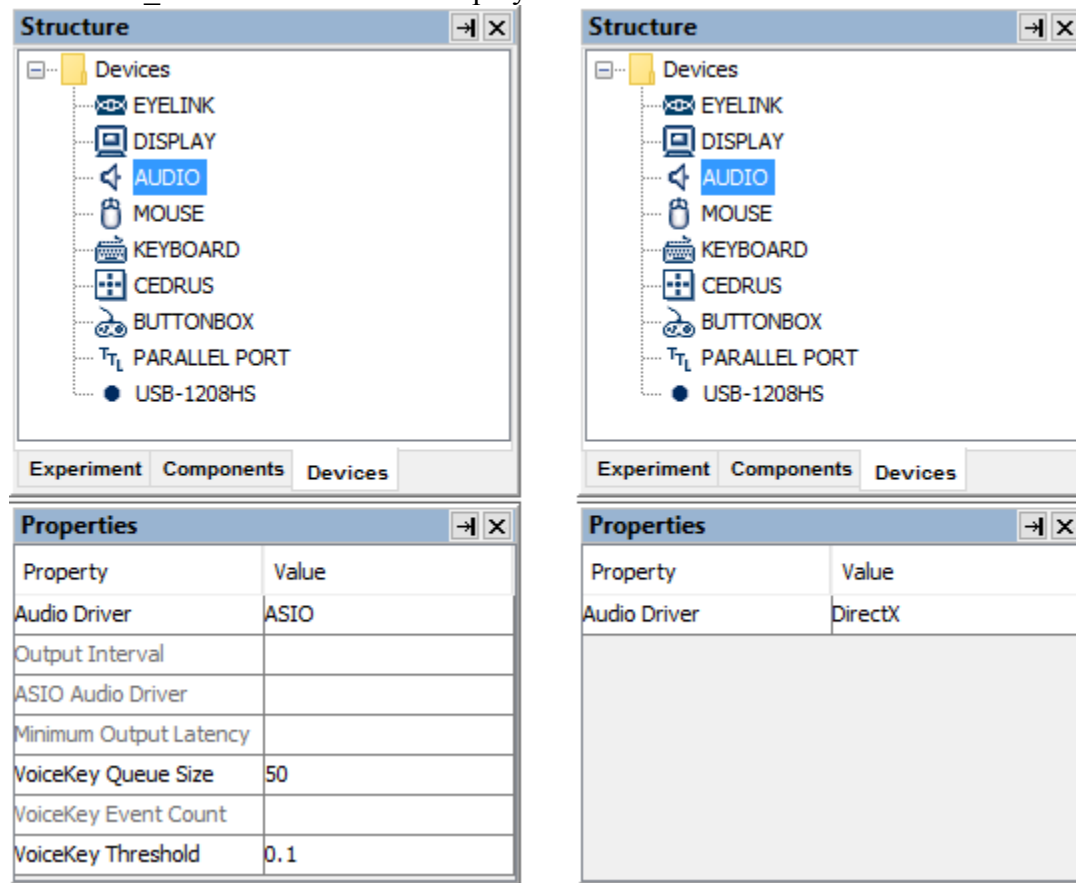 Structure
Devices
EYELINK
DISPLAY
AUDIO
MOUSE
KEYBOARD
CEDRUS
BUTTONBOX
TTL PARALLEL PORT
USB-1208HS
Experiment Components Devices
Properties
Property Value
Audio Driver ASIO
Output Interval
ASIO Audio Driver
Minimum Output Latency
VoiceKey Queue Size 50
VoiceKey Event Count
VoiceKey Threshold 0.1
Structure
Devices
EYELINK
DISPLAY
AUDIO
MOUSE
KEYBOARD
CEDRUS
BUTTONBOX
TTL PARALLEL PORT
USB-1208HS
Experiment Components Devices
Properties
Property Value
Audio Driver DirectX